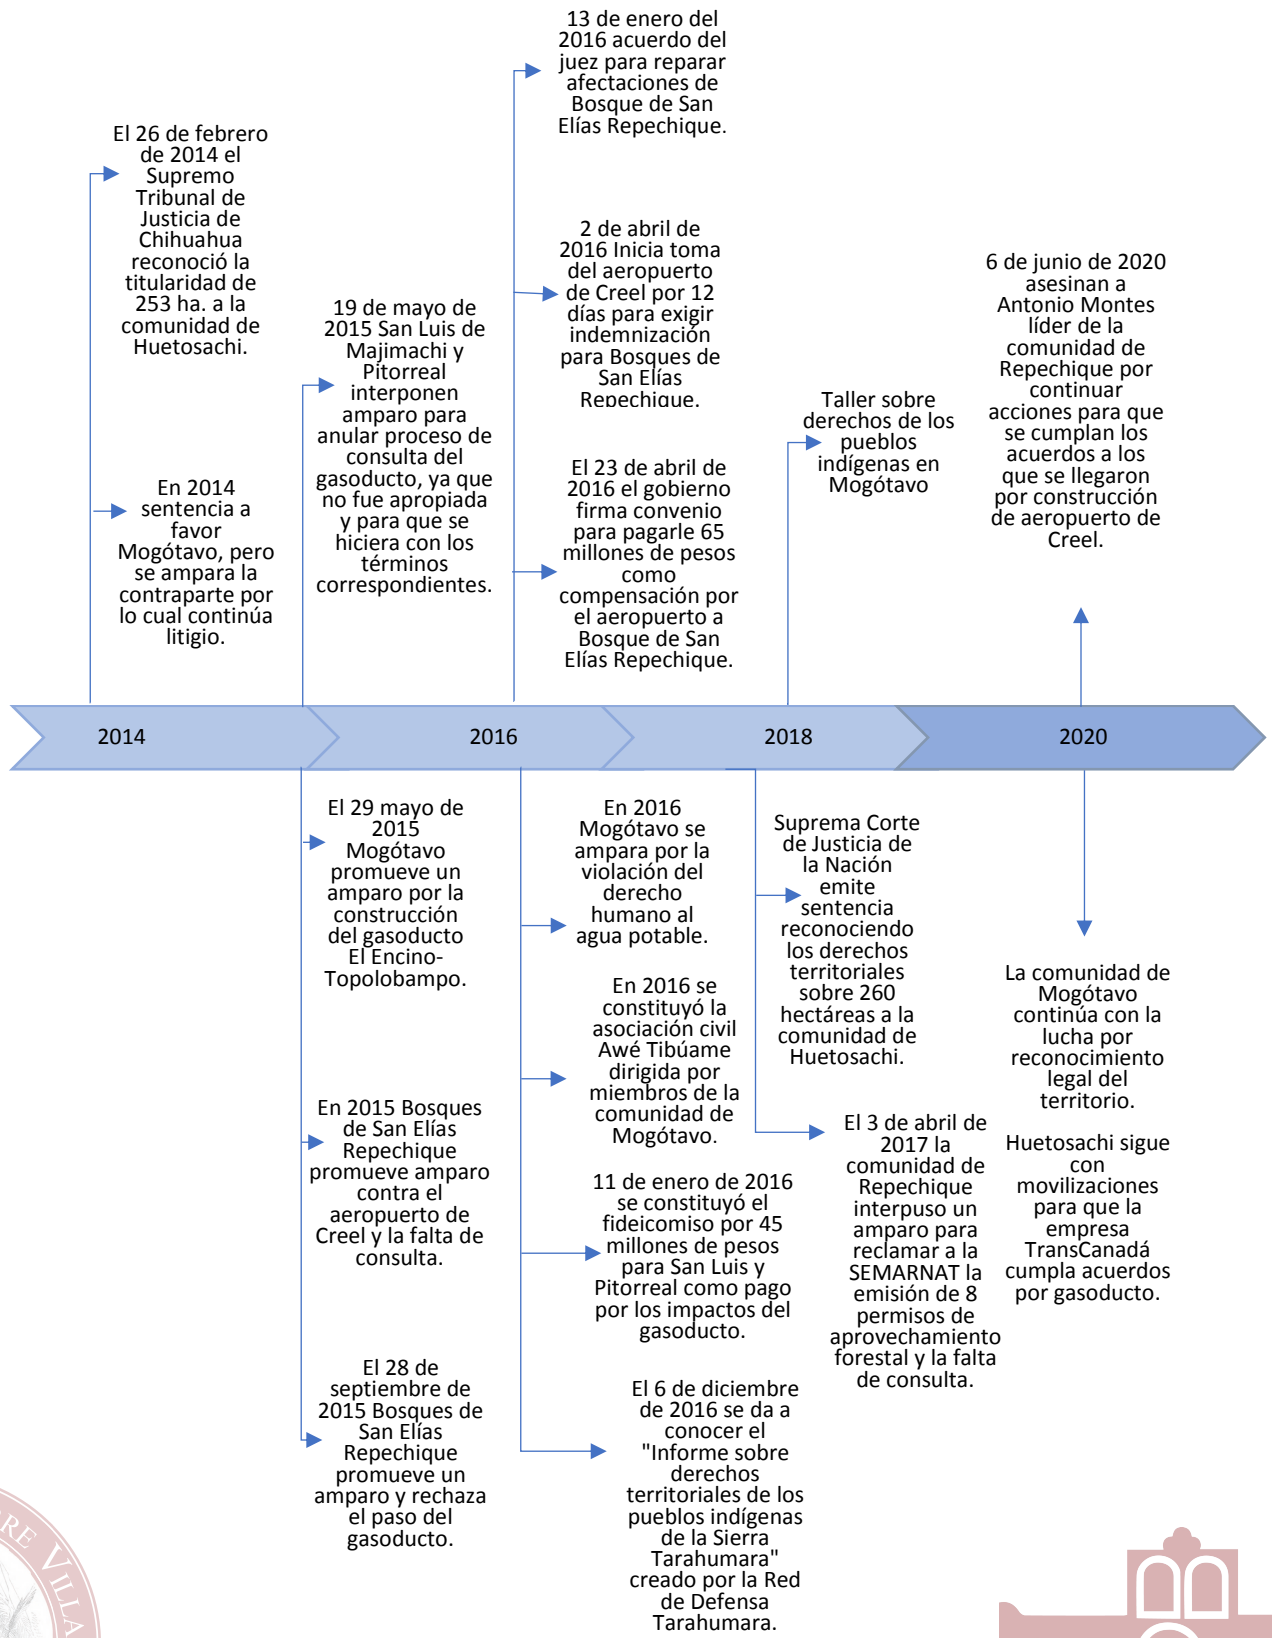 13 de enero del
2016 acuerdo del
juez para reparar
afectaciones de
Bosque de San
Elías Repechique.
El 26 de febrero
de 2014 el
Supremo
Tribunal de
Justicia de
Chihuahua
reconoció la
titularidad de
253 ha. a la
comunidad de
Huetosachi.
2 de abril de
2016 Inicia toma
del aeropuerto
de Creel por 12
días para exigir
indemnización
para Bosques de
San Elías
Repechique.
6 de junio de 2020
asesinan a
Antonio Montes
líder de la
comunidad de
Repechique por
continuar
acciones para que
se cumplan los
acuerdos a los
que se llegaron
por construcción
de aeropuerto de
Creel.
19 de mayo de
2015 San Luis de
Majimachi y
Pitorreal
interponen
amparo para
anular proceso de
consulta del
gasoducto, ya que
no fue apropiada
y para que se
hiciera con los
términos
correspondientes.
Taller sobre
derechos de los
pueblos
indígenas en
Mogótavo
En 2014
sentencia a
favor
Mogótavo, pero
se ampara la
contraparte por
lo cual continúa
litigio.
El 23 de abril de
2016 el gobierno
firma convenio
para pagarle 65
millones de pesos
como
compensación por
el aeropuerto a
Bosque de San
Elías Repechique.
2014
2016
2018
2020
El 29 mayo de
2015
Mogótavo
promueve un
amparo por la
construcción
del gasoducto
El Encino-
Topolobampo.
En 2016
Mogótavo se
ampara por la
violación del
derecho
humano al
agua potable.
Suprema Corte
de Justicia de
la Nación
emite
sentencia
reconociendo
los derechos
territoriales
sobre 260
hectáreas a la
comunidad de
Huetosachi.
La comunidad de
Mogótavo
continúa con la
lucha por
reconocimiento
legal del
territorio.
En 2016 se
constituyó la
asociación civil
Awé Tibúame
dirigida por
miembros de la
comunidad de
Mogótavo.
En 2015 Bosques
de San Elías
Repechique
promueve amparo
contra el
aeropuerto de
Creel y la falta de
consulta.
El 3 de abril de
2017 la
comunidad de
Repechique
interpuso un
amparo para
reclamar a la
SEMARNAT la
emisión de 8
permisos de
aprovechamiento
forestal y la falta
de consulta.
Huetosachi sigue
con
movilizaciones
para que la
empresa
TransCanadá
cumpla acuerdos
por gasoducto.
11 de enero de 2016
se constituyó el
fideicomiso por 45
millones de pesos
para San Luis y
Pitorreal como pago
por los impactos del
gasoducto.
El 28 de
septiembre de
2015 Bosques de
San Elías
Repechique
promueve un
amparo y rechaza
el paso del
gasoducto.
El 6 de diciembre
de 2016 se da a
conocer el
"Informe sobre
derechos
territoriales de los
pueblos indígenas
de la Sierra
Tarahumara"
creado por la Red
de Defensa
Tarahumara.